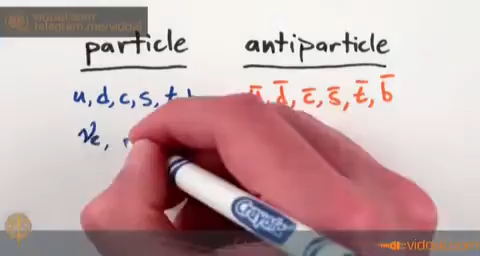 particle antiparticle
u, d, c, s, t, ū, d̄, c̄, s̄, t̄, b̄
νe,
Crayola